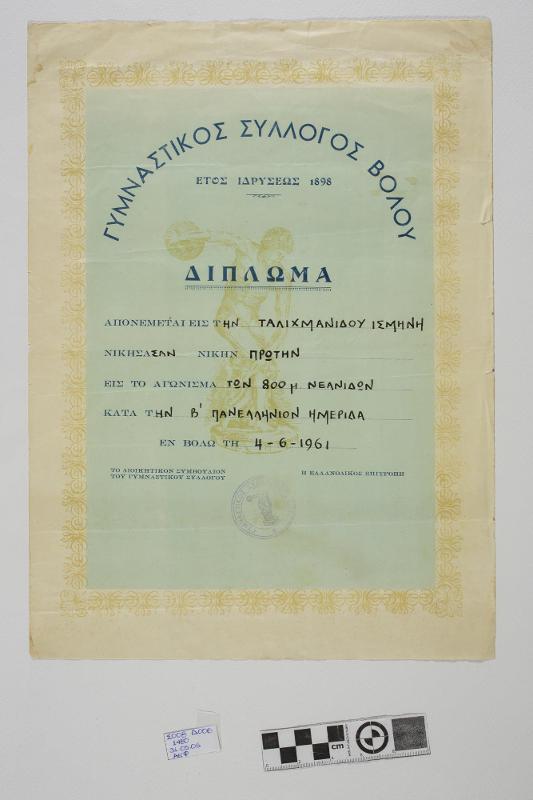 ΓΥΜΝΑΣΤΙΚΟΣ ΣΥΛΛΟΓΟΣ ΒΟΛΟΥ
ΕΤΟΣ ΙΔΡΥΣΕΩΣ 1898
ΔΙΠΛΩΜΑ
ΑΠΟΝΕΜΕΤΑΙ ΕΙΣ ΤΗΝ ΤΑΛΙΧΜΑΝΙΔΟΥ ΙΣΜΗΝΗ
ΝΙΚΗΣΑΣΑΝ ΝΙΚΗΝ ΠΡΩΤΗΝ
ΕΙΣ ΤΟ ΑΓΩΝΙΣΜΑ ΤΩΝ 800μ ΝΕΑΝΙΔΩΝ
ΚΑΤΑ ΤΗΝ Β' ΠΑΝΕΛΛΗΝΙΟΝ ΗΜΕΡΙΔΑ
ΕΝ ΒΟΛΩ ΤΗ 4-6-1961
ΤΟ ΔΙΟΙΚΗΤΙΚΟΝ ΣΥΜΒΟΥΛΙΟΝ
ΤΟΥ ΓΥΜΝΑΣΤΙΚΟΥ ΣΥΛΛΟΓΟΥ
Η ΕΛΛΑΝΟΔΙΚΟΣ ΕΠΙΤΡΟΠΗ
cm